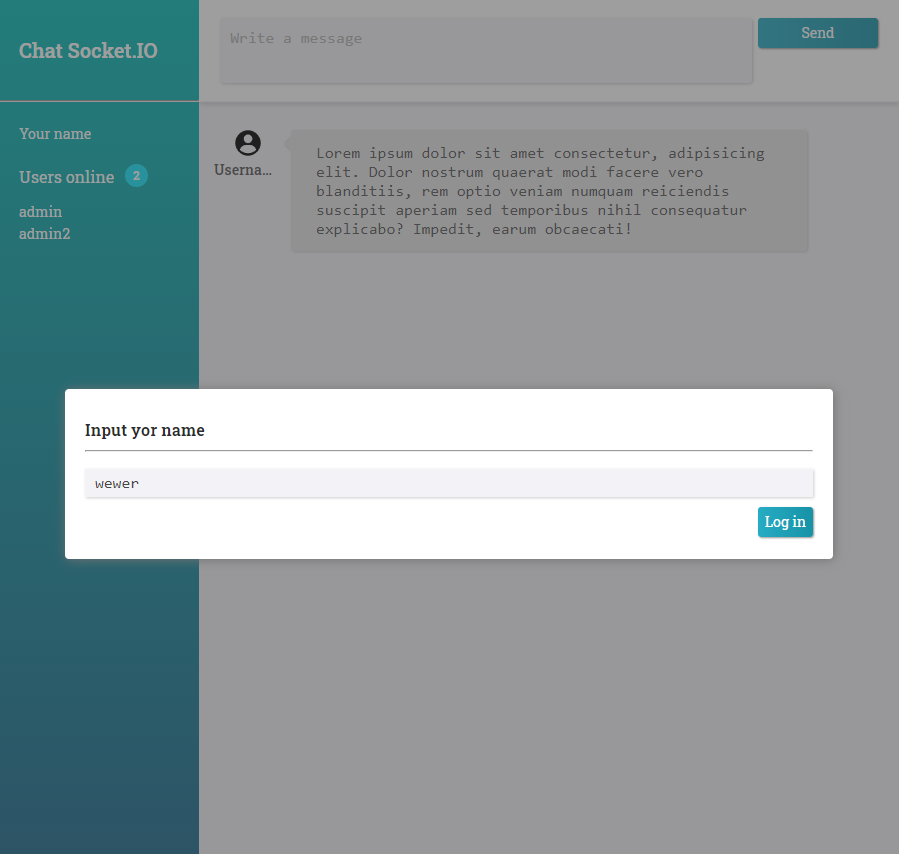 Chat Socket.IO
Write a message
Send
Your name
Users online 2
admin
admin2
Userna...
Lorem ipsum dolor sit amet consectetur, adipisicing
elit. Dolor nostrum quaerat modi facere vero
blanditiis, rem optio veniam numquam reiciendis
suscipit aperiam sed temporibus nihil consequatur
explicabo? Impedit, earum obcaecati!
Input yor name
wewer
Log in